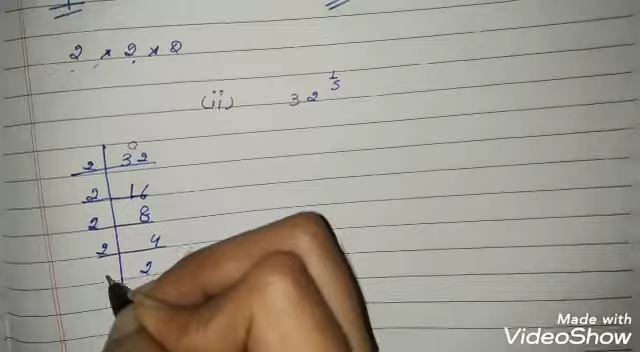 2 × 2 × 2
(ii) 32^1/5
2 | 32
2 | 16
2 | 8
2 | 4
2
Made with
VideoShow